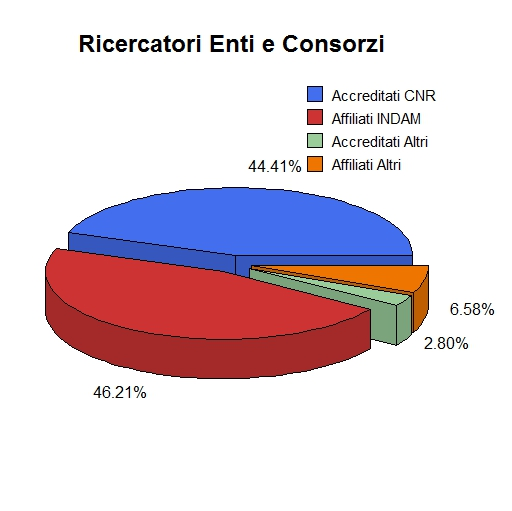 Ricercatori Enti e Consorzi
Accreditati CNR
Affiliati INDAM
Accreditati Altri
Affiliati Altri
44.41%
6.58%
2.80%
46.21%